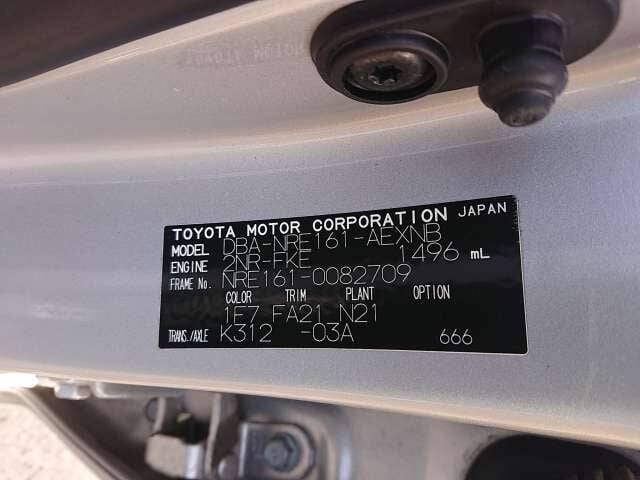 TOYOTA MOTOR CORPORATION JAPAN
MODEL DBA-NRE161-AEXNB
ENGINE 2NR-FKE 1496 mL
FRAME No. NRE161-0082709
COLOR TRIM PLANT OPTION
1E7 FA21 N21
TRANS./AXLE K312 -03A 666